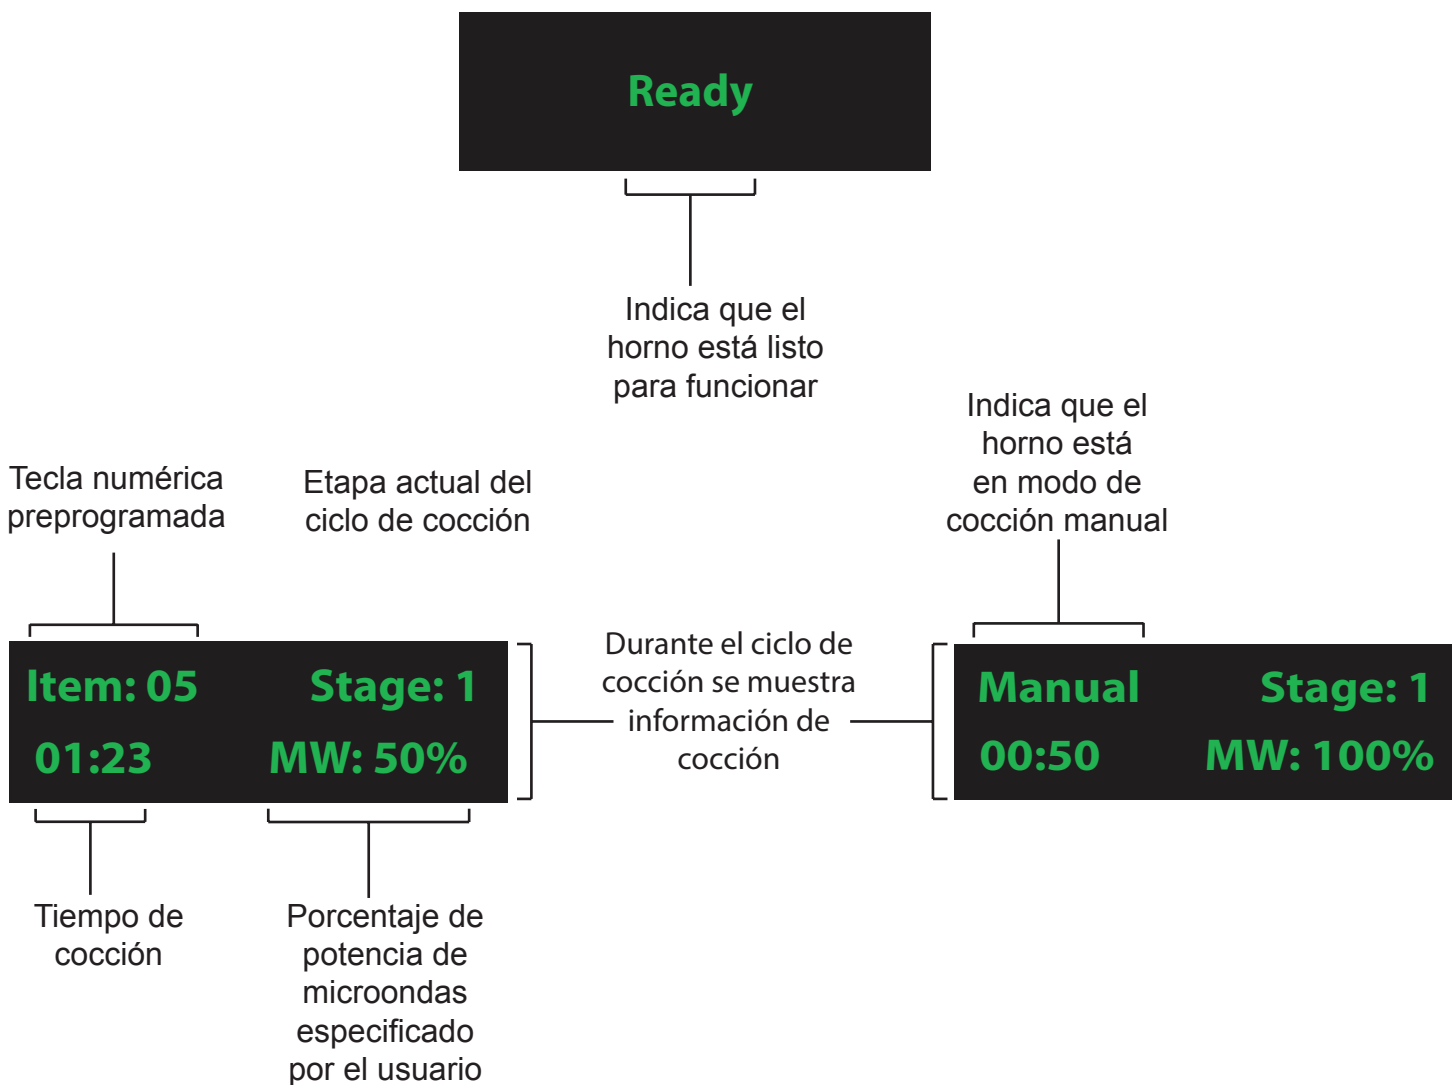 Ready
Indica que el
horno está listo
para funcionar
Tecla numérica
preprogramada
Etapa actual del
ciclo de cocción
Indica que el
horno está
en modo de
cocción manual
Item: 05 Stage: 1
01:23 MW: 50%
Durante el ciclo de
cocción se muestra
información de
cocción
Manual Stage: 1
00:50 MW: 100%
Tiempo de
cocción
Porcentaje de
potencia de
microondas
especificado
por el usuario